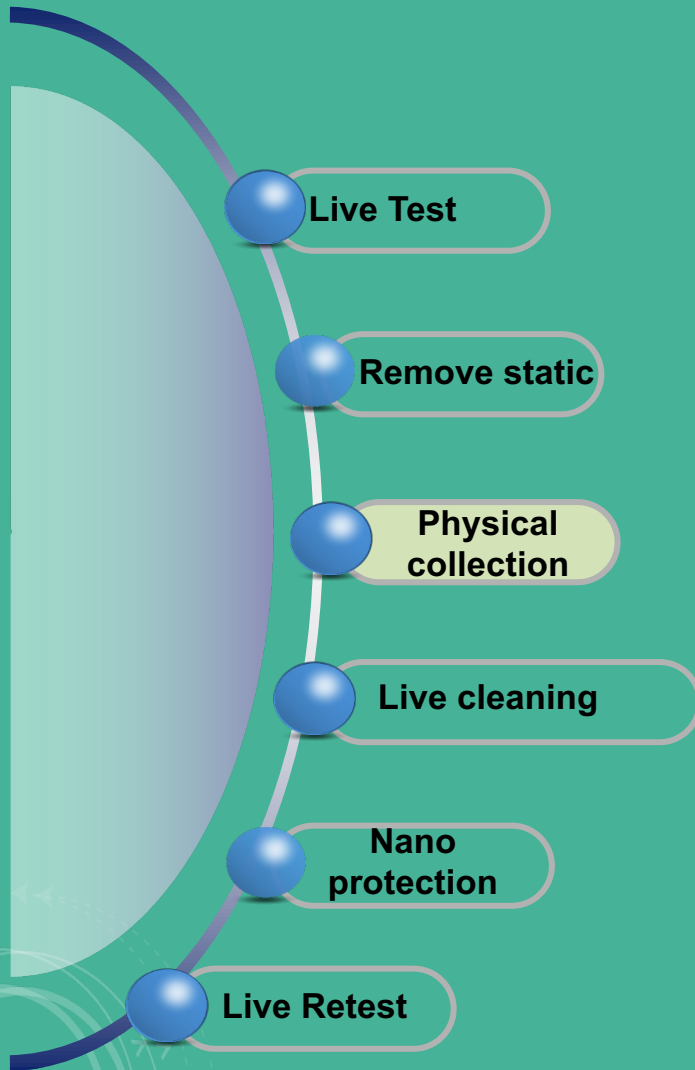 Live Test
Remove static
Physical
collection
Live cleaning
Nano
protection
Live Retest